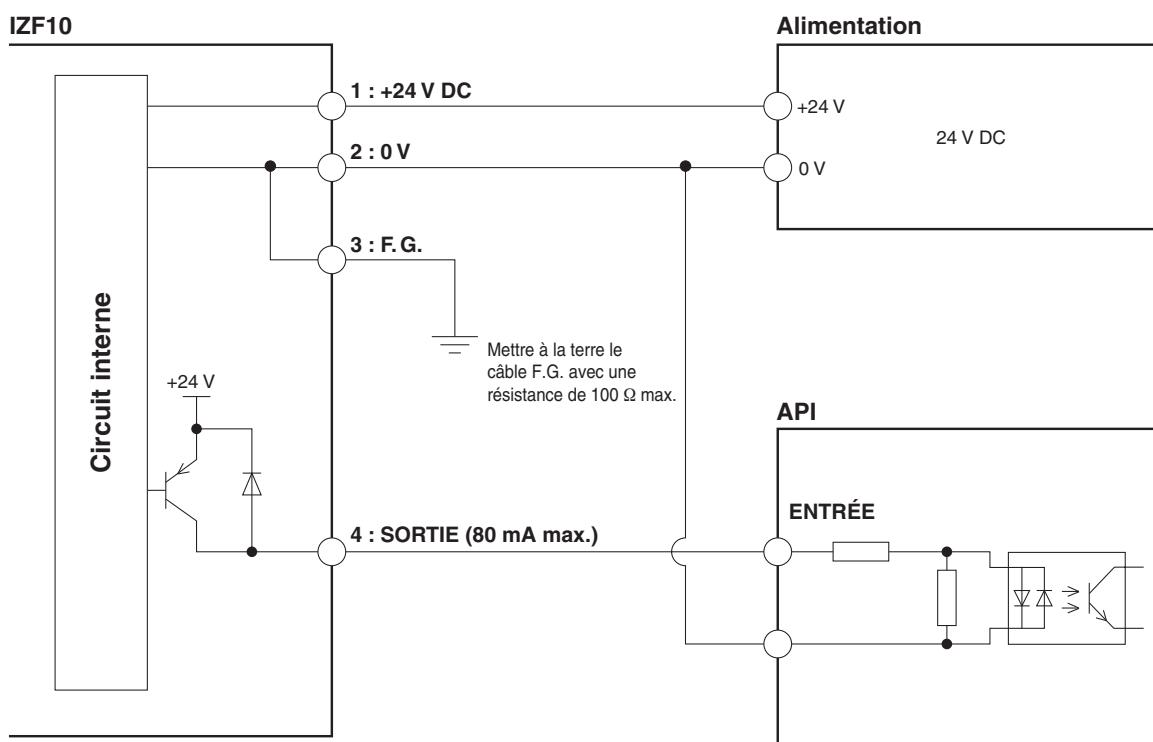 IZF10
Alimentation
1 : +24 V DC
+24 V
24 V DC
2 : 0 V
0 V
3 : F. G.
Mettre à la terre le
câble F.G. avec une
résistance de 100 Ω max.
Circuit interne
+24 V
API
ENTRÉE
4 : SORTIE (80 mA max.)